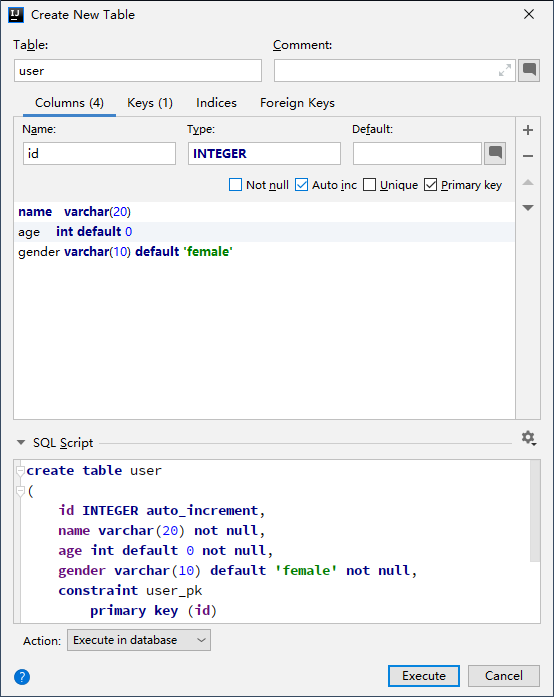 IJ Create New Table
Table: Comment:
user
Columns (4) Keys (1) Indices Foreign Keys
Name: Type: Default:
id INTEGER
Not null Auto inc Unique Primary key
name varchar(20)
age int default 0
gender varchar(10) default 'female'
SQL Script
create table user
(
id INTEGER auto_increment,
name varchar(20) not null,
age int default 0 not null,
gender varchar(10) default 'female' not null,
constraint user_pk
primary key (id)
Action: Execute in database
? Execute Cancel